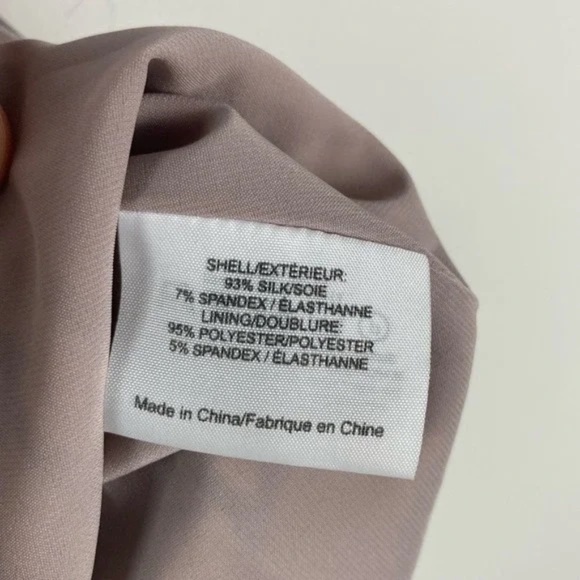 SHELL/EXTÉRIEUR:
93% SILK/SOIE
7% SPANDEX / ÉLASTHANNE
LINING/DOUBLURE:
95% POLYESTER/POLYESTER
5% SPANDEX / ÉLASTHANNE
Made in China/Fabrique en Chine